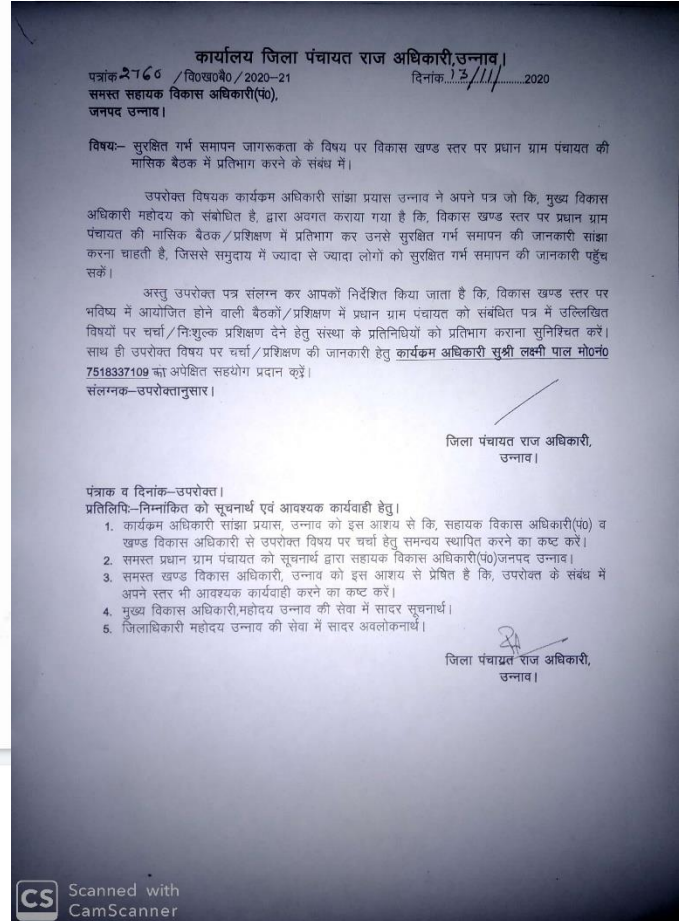 कार्यालय जिला पंचायत राज अधिकारी,उन्नाव।
पत्रांक 2760 /वि0ख0बै0/2020-21 दिनांक 13/11/2020
समस्त सहायक विकास अधिकारी(पं0),
जनपद उन्नाव।
विषयः– सुरक्षित गर्भ समापन जागरूकता के विषय पर विकास खण्ड स्तर पर प्रधान ग्राम पंचायत की
मासिक बैठक में प्रतिभाग करने के संबंध में।
उपरोक्त विषयक कार्यक्रम अधिकारी सांझा प्रयास उन्नाव ने अपने पत्र जो कि, मुख्य विकास
अधिकारी महोदय को संबोधित है, द्वारा अवगत कराया गया है कि, विकास खण्ड स्तर पर प्रधान ग्राम
पंचायत की मासिक बैठक/प्रशिक्षण में प्रतिभाग कर उनसे सुरक्षित गर्भ समापन की जानकारी सांझा
करना चाहती है, जिससे समुदाय में ज्यादा से ज्यादा लोगों को सुरक्षित गर्भ समापन की जानकारी पहुँच
सकें।
अस्तु उपरोक्त पत्र संलग्न कर आपकों निर्देशित किया जाता है कि, विकास खण्ड स्तर पर
भविष्य में आयोजित होने वाली बैठकों/प्रशिक्षण में प्रधान ग्राम पंचायत को संबंधित पत्र में उल्लिखित
विषयों पर चर्चा/निःशुल्क प्रशिक्षण देने हेतु संस्था के प्रतिनिधियों को प्रतिभाग कराना सुनिश्चित करें।
साथ ही उपरोक्त विषय पर चर्चा/प्रशिक्षण की जानकारी हेतु कार्यक्रम अधिकारी सुश्री लक्ष्मी पाल मो0नं0
7518337109 का अपेक्षित सहयोग प्रदान करें।
संलग्नक–उपरोक्तानुसार।
जिला पंचायत राज अधिकारी,
उन्नाव।
पंत्राक व दिनांक–उपरोक्त।
प्रतिलिपिः–निम्नांकित को सूचनार्थ एवं आवश्यक कार्यवाही हेतु।
1. कार्यक्रम अधिकारी सांझा प्रयास, उन्नाव को इस आशय से कि, सहायक विकास अधिकारी(पं0) व
खण्ड विकास अधिकारी से उपरोक्त विषय पर चर्चा हेतु समन्वय स्थापित करने का कष्ट करें।
2. समस्त प्रधान ग्राम पंचायत को सूचनार्थ द्वारा सहायक विकास अधिकारी(पं0)जनपद उन्नाव।
3. समस्त खण्ड विकास अधिकारी, उन्नाव को इस आशय से प्रेषित है कि, उपरोक्त के संबंध में
अपने स्तर भी आवश्यक कार्यवाही करने का कष्ट करें।
4. मुख्य विकास अधिकारी,महोदय उन्नाव की सेवा में सादर सूचनार्थ।
5. जिलाधिकारी महोदय उन्नाव की सेवा में सादर अवलोकनार्थ।
जिला पंचायत राज अधिकारी,
उन्नाव।
CS Scanned with
CamScanner